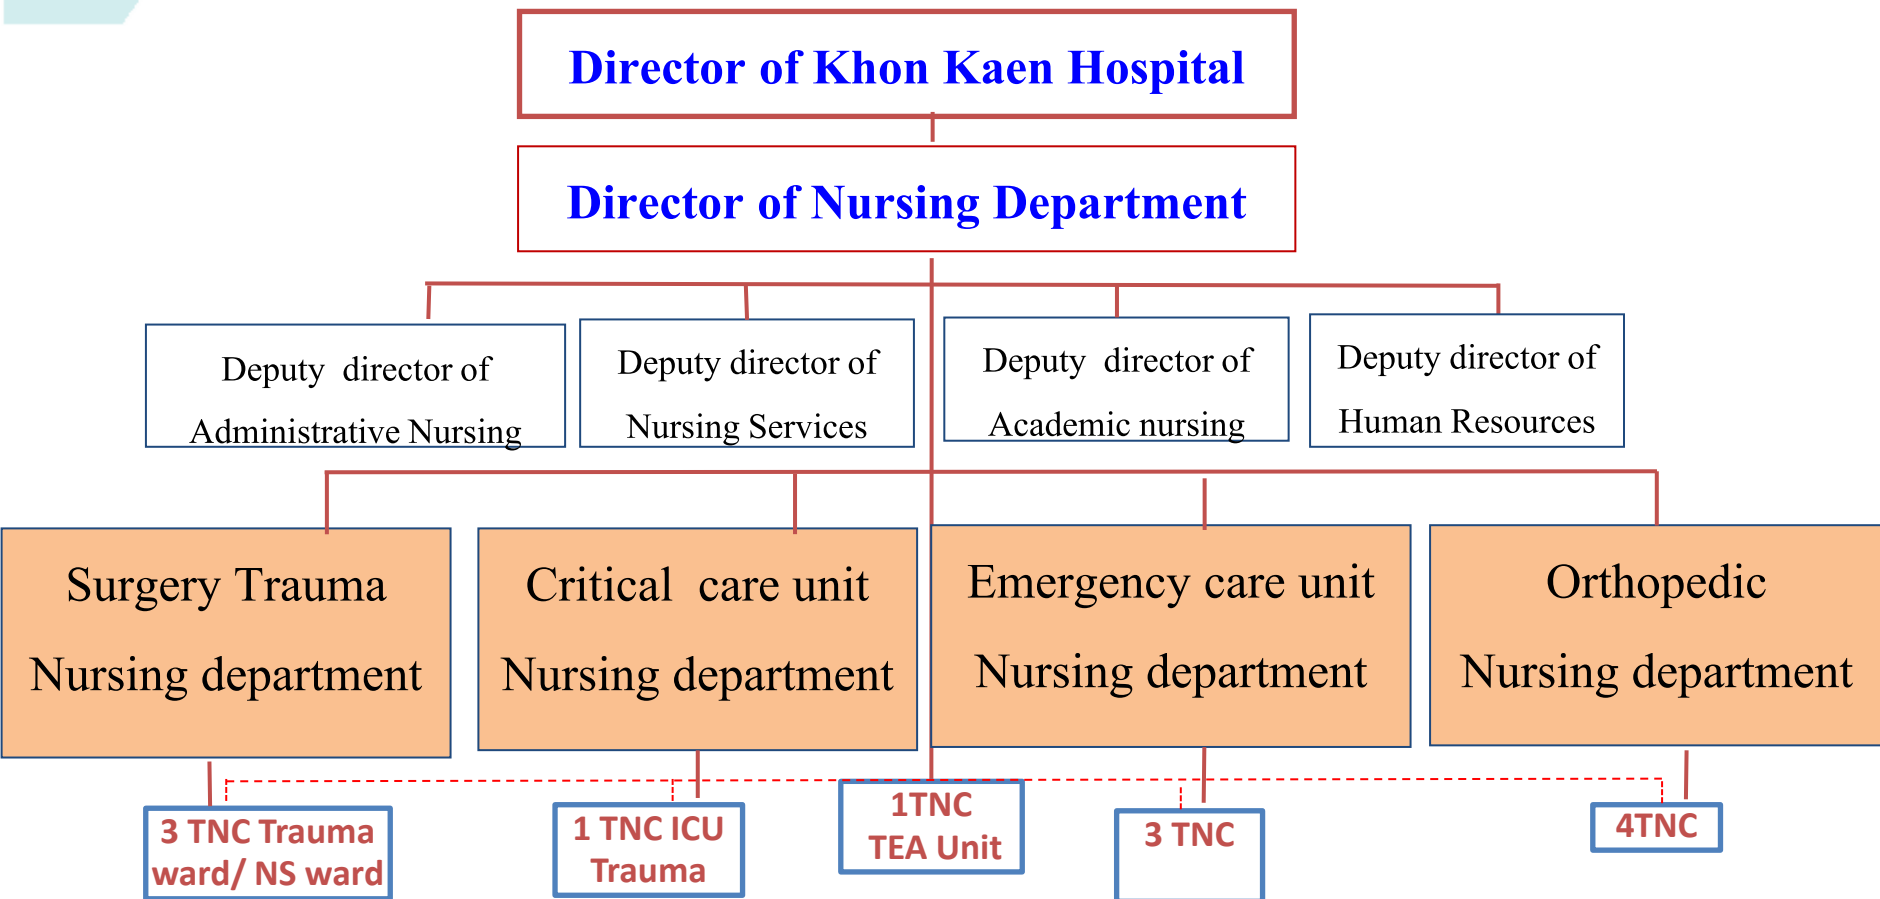 Director of Khon Kaen Hospital
Director of Nursing Department
Deputy director of
Administrative Nursing
Deputy director of
Nursing Services
Deputy director of
Academic nursing
Deputy director of
Human Resources
Surgery Trauma
Nursing department
Critical care unit
Nursing department
Emergency care unit
Nursing department
Orthopedic
Nursing department
3 TNC Trauma
ward/ NS ward
1 TNC ICU
Trauma
1TNC
TEA Unit
3 TNC
4TNC